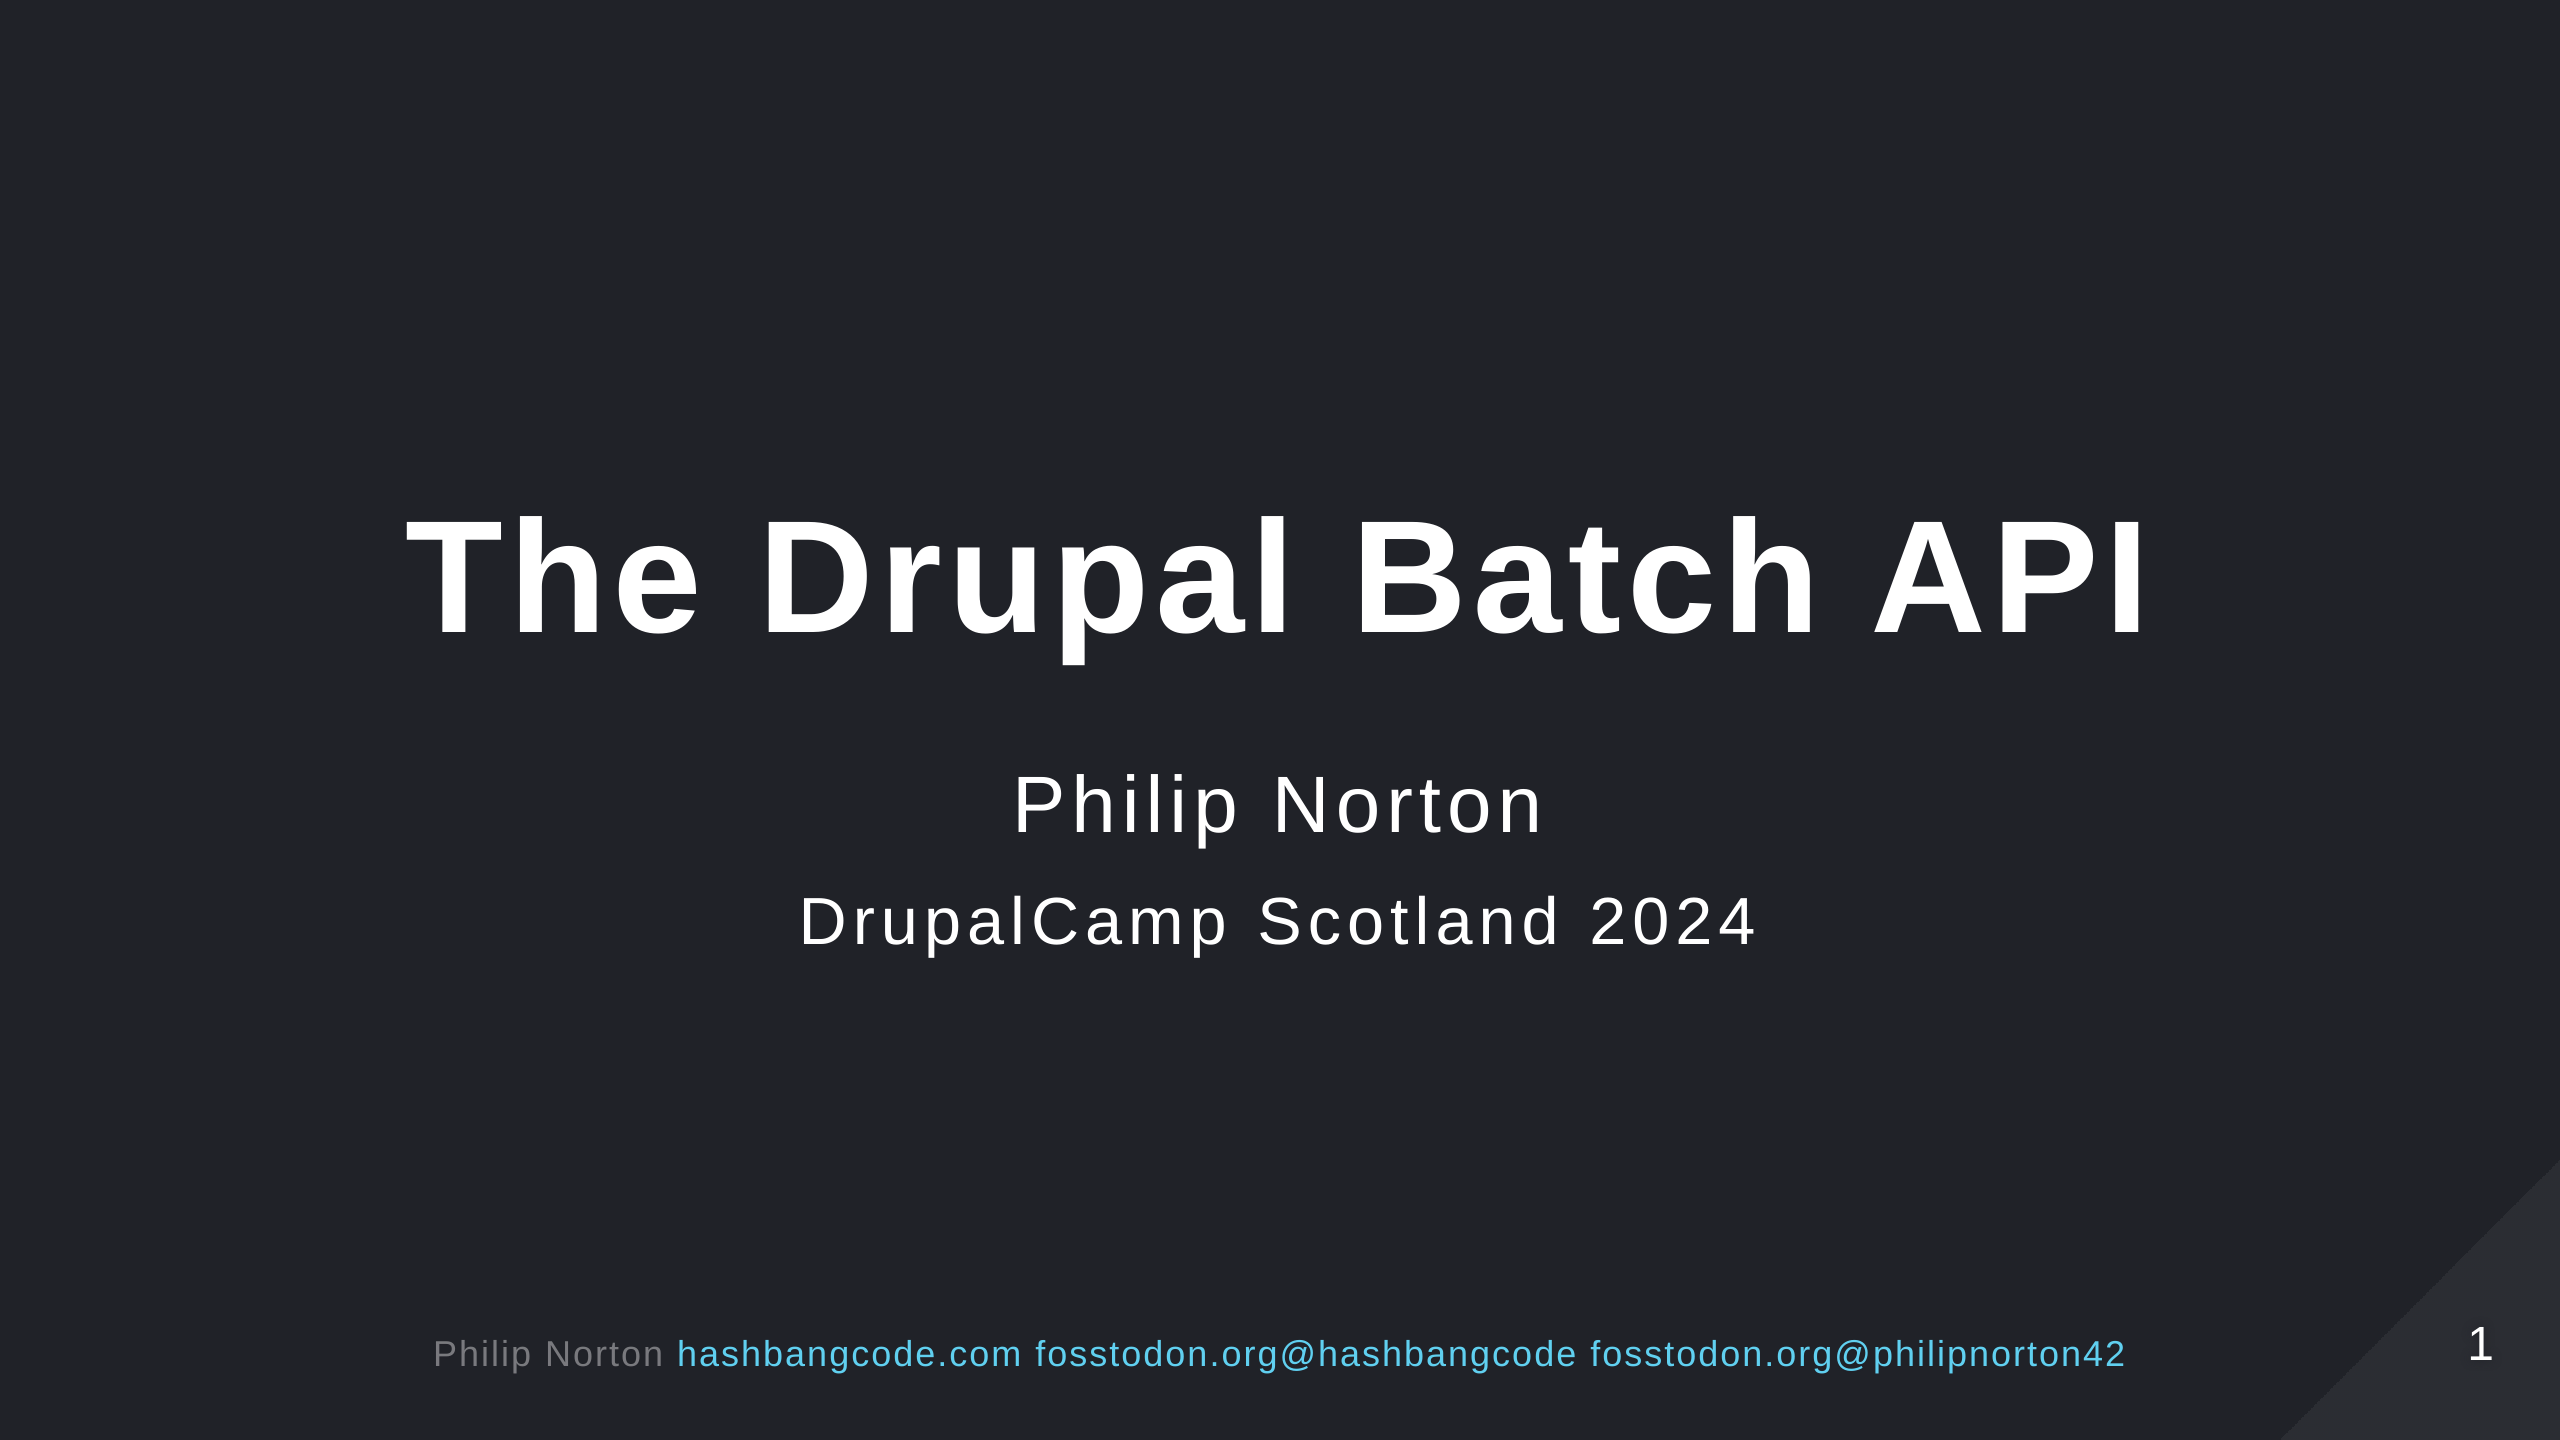 The Drupal Batch API
Philip Norton
DrupalCamp Scotland 2024
Philip Norton hashbangcode.com fosstodon.org@hashbangcode fosstodon.org@philipnorton42
1